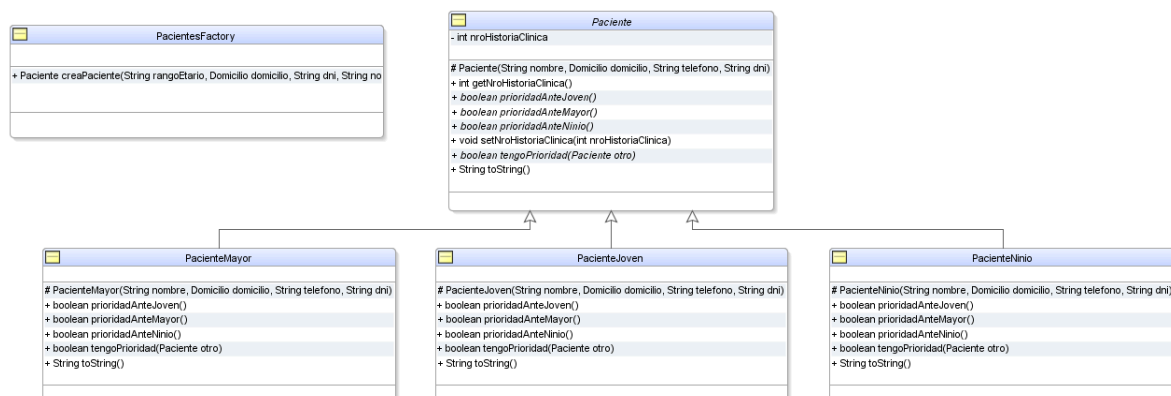 PacientesFactory
+ Paciente creaPaciente(String rangoEtario, Domicilio domicilio, String dni, String no
Paciente
- int nroHistoriaClinica
# Paciente(String nombre, Domicilio domicilio, String telefono, String dni)
+ int getNroHistoriaClinica()
+ boolean prioridadAnteJoven()
+ boolean prioridadAnteMayor()
+ boolean prioridadAnteNinio()
+ void setNroHistoriaClinica(int nroHistoriaClinica)
+ boolean tengoPrioridad(Paciente otro)
+ String toString()
PacienteMayor
# PacienteMayor(String nombre, Domicilio domicilio, String telefono, String dni)
+ boolean prioridadAnteJoven()
+ boolean prioridadAnteMayor()
+ boolean prioridadAnteNinio()
+ boolean tengoPrioridad(Paciente otro)
+ String toString()
PacienteJoven
# PacienteJoven(String nombre, Domicilio domicilio, String telefono, String dni)
+ boolean prioridadAnteJoven()
+ boolean prioridadAnteMayor()
+ boolean prioridadAnteNinio()
+ boolean tengoPrioridad(Paciente otro)
+ String toString()
PacienteNinio
# PacienteNinio(String nombre, Domicilio domicilio, String telefono, String dni)
+ boolean prioridadAnteJoven()
+ boolean prioridadAnteMayor()
+ boolean prioridadAnteNinio()
+ boolean tengoPrioridad(Paciente otro)
+ String toString()